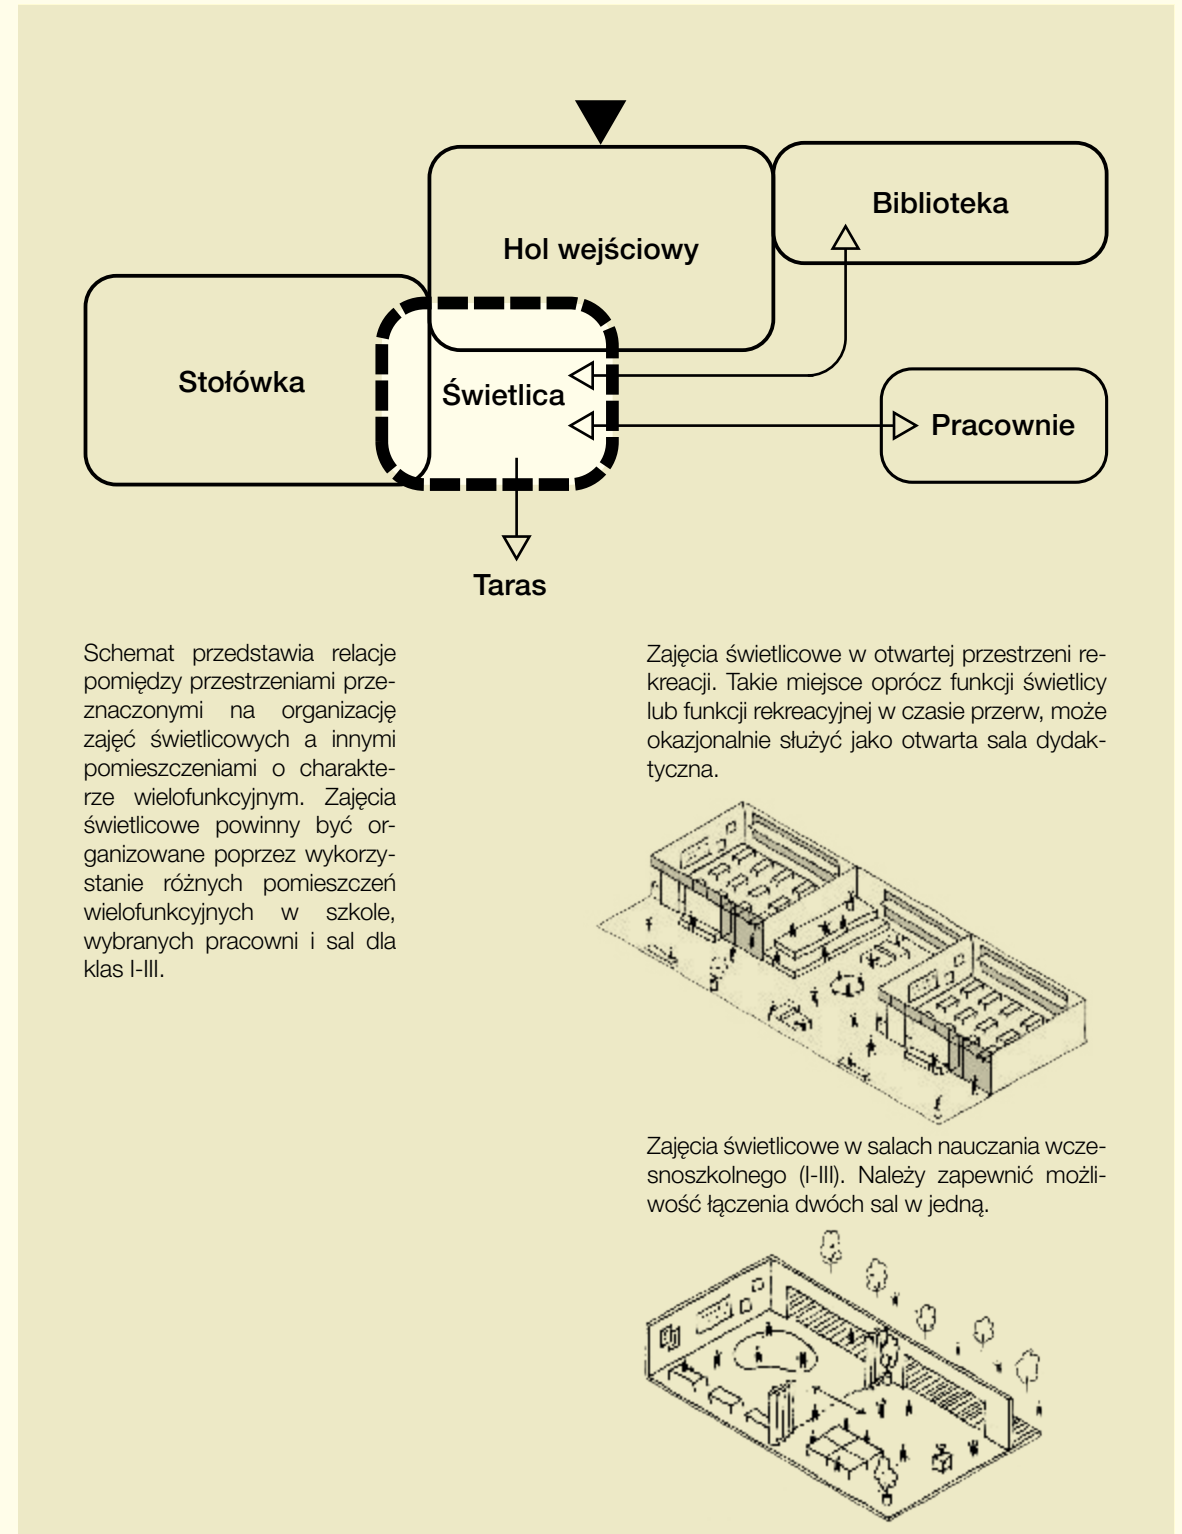 Biblioteka
Hol wejściowy
Stołówka
Świetlica
Pracownie
Taras
Schemat przedstawia relacje
pomiędzy przestrzeniami prze-
znaczonymi na organizację
zajęć świetlicowych a innymi
pomieszczeniami o charakte-
rze wielofunkcyjnym. Zajęcia
świetlicowe powinny być or-
ganizowane poprzez wykorzy-
stanie różnych pomieszczeń
wielofunkcyjnych w szkole,
wybranych pracowni i sal dla
klas I-III.
Zajęcia świetlicowe w otwartej przestrzeni re-
kreacji. Takie miejsce oprócz funkcji świetlicy
lub funkcji rekreacyjnej w czasie przerw, może
okazjonalnie służyć jako otwarta sala dydak-
tyczna.
Zajęcia świetlicowe w salach nauczania wcze-
snoszkolnego (I-III). Należy zapewnić możli-
wość łączenia dwóch sal w jedną.